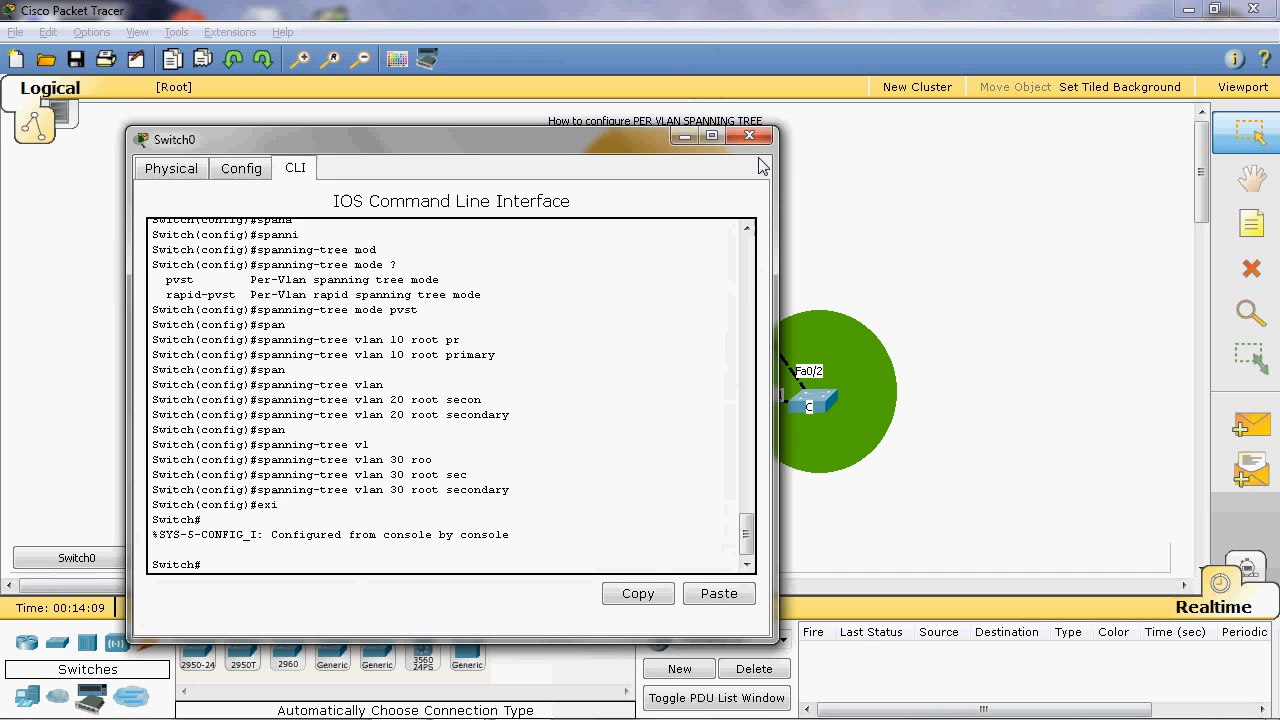 Cisco Packet Tracer
File Edit Options View Tools Extensions Help
Logical
[Root]
New Cluster
Move Object
Set Tiled Background
Viewport
How to configure PER VLAN SPANNING TREE
Switch0
Physical
Config
CLI
IOS Command Line Interface
Switch(config)#spana
Switch(config)#spanni
Switch(config)#spanning-tree mod
Switch(config)#spanning-tree mode ?
pvst Per-Vlan spanning tree mode
rapid-pvst Per-Vlan rapid spanning tree mode
Switch(config)#spanning-tree mode pvst
Switch(config)#span
Switch(config)#spanning-tree vlan 10 root pr
Switch(config)#spanning-tree vlan 10 root primary
Switch(config)#span
Switch(config)#spanning-tree vlan
Switch(config)#spanning-tree vlan 20 root secon
Switch(config)#spanning-tree vlan 20 root secondary
Switch(config)#span
Switch(config)#spanning-tree vl
Switch(config)#spanning-tree vlan 30 roo
Switch(config)#spanning-tree vlan 30 root sec
Switch(config)#spanning-tree vlan 30 root secondary
Switch(config)#exi
Switch#
%SYS-5-CONFIG_I: Configured from console by console
Switch#
Copy
Paste
Fa0/2
C
Switch0
Time: 00:14:09
Realtime
Switches
2950-24
2950T
2960
Generic
Generic
3560
24PS
Generic
Automatically Choose Connection Type
New
Delete
Toggle PDU List Window
Fi Last Status Source Destination Type Color Time (sec) Periodic